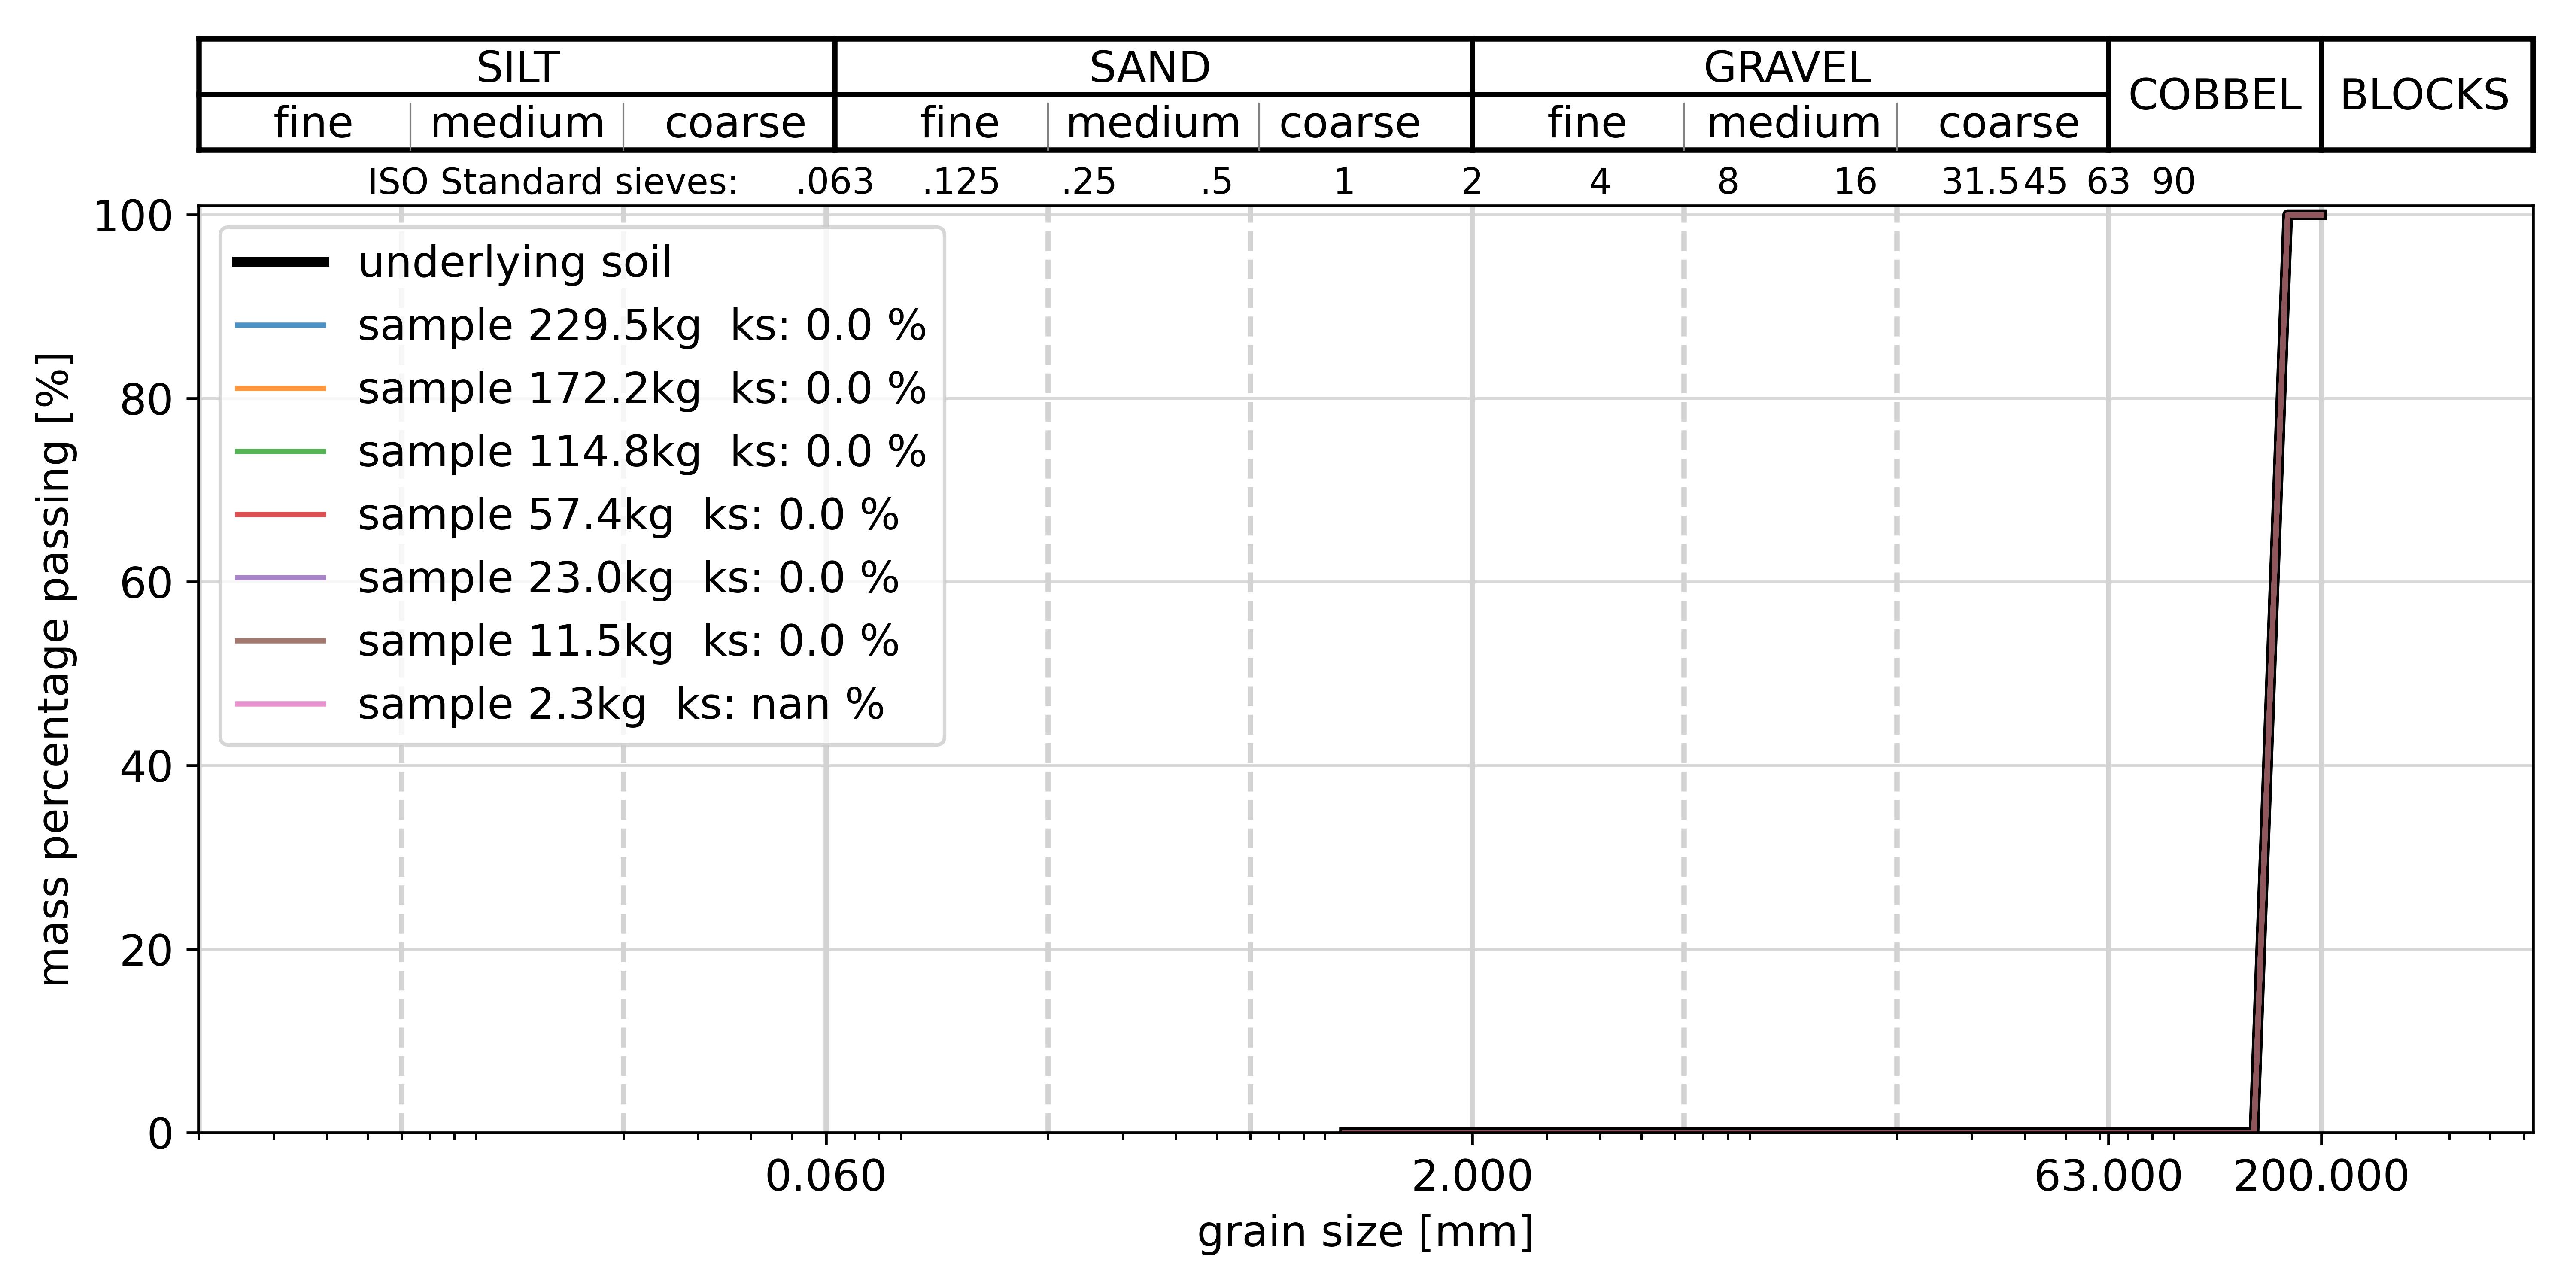 SILT SAND GRAVEL COBBEL BLOCKS
fine medium coarse fine medium coarse fine medium coarse
ISO Standard sieves: .063 .125 .25 .5 1 2 4 8 16 31.5 45 63 90
100
80
60
40
20
0
mass percentage passing [%]
underlying soil
sample 229.5kg ks: 0.0 %
sample 172.2kg ks: 0.0 %
sample 114.8kg ks: 0.0 %
sample 57.4kg ks: 0.0 %
sample 23.0kg ks: 0.0 %
sample 11.5kg ks: 0.0 %
sample 2.3kg ks: nan %
0.060 2.000 63.000 200.000
grain size [mm]